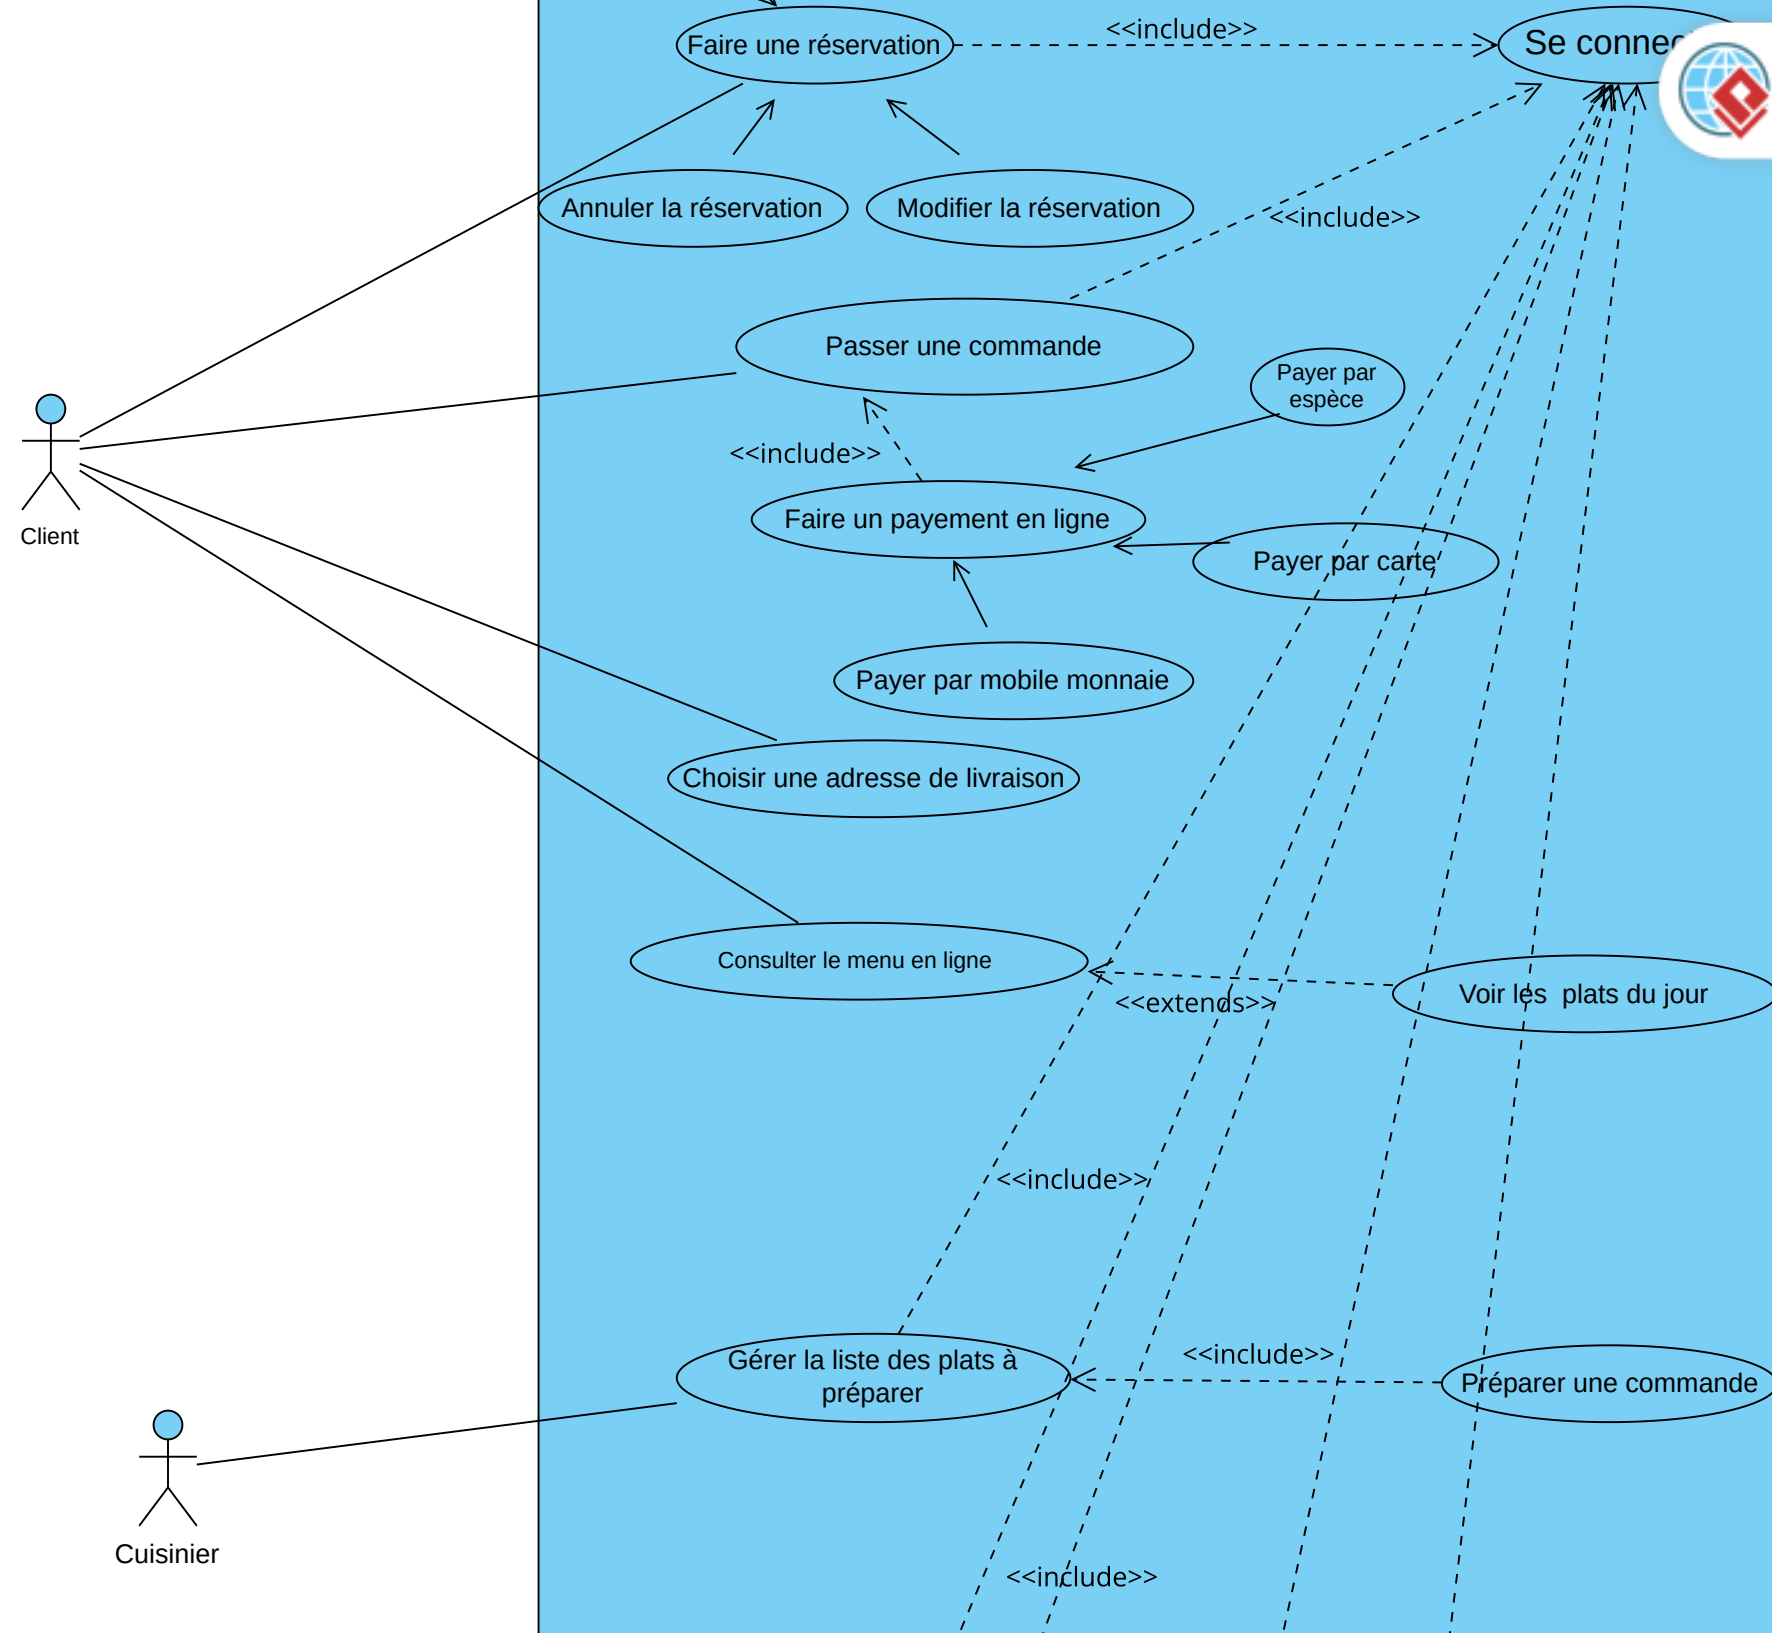 <<include>>
Faire une réservation
Se
Annuler la réservation
Modifier la réservation
<<include>>
Passer une commande
Payer par
espèce
<<include>>
Faire un payement en ligne
Client
Payer par carte
Payer par mobile monnaie
Choisir une adresse de livraison
Consulter le menu en ligne
<<extends>>
Voir les  plats du jour
<<include>>
<<include>>
Gérer la liste des plats à
préparer
Préparer une commande
Cuisinier
<<include>>